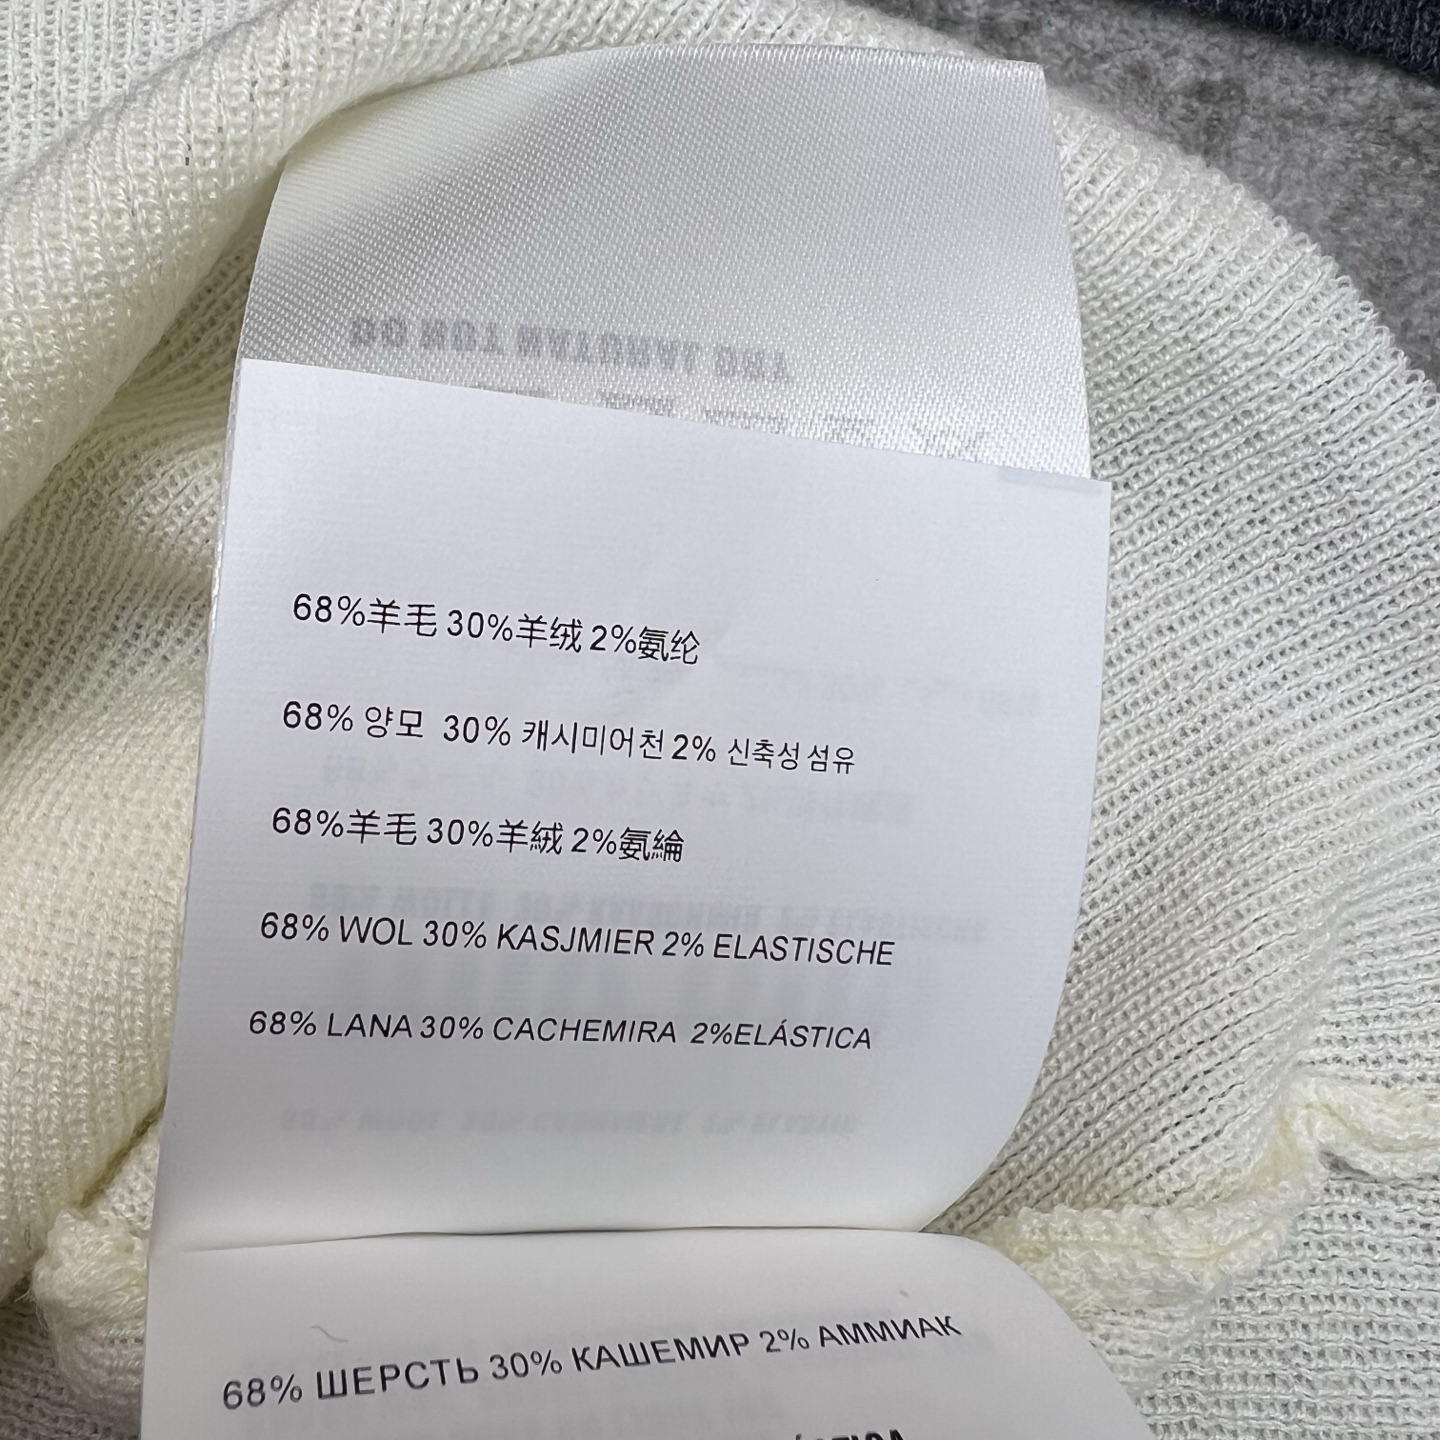 68%羊毛 30%羊绒 2%氨纶
68% 양모 30% 캐시미어천 2% 신축성 섬유
68%羊毛 30%羊絨 2%氨綸
68% WOL 30% KASJMIER 2% ELASTISCHE
68% LANA 30% CACHEMIRA 2%ELÁSTICA
68% ШЕРСТЬ 30% КАШЕМИР 2% АММИАК